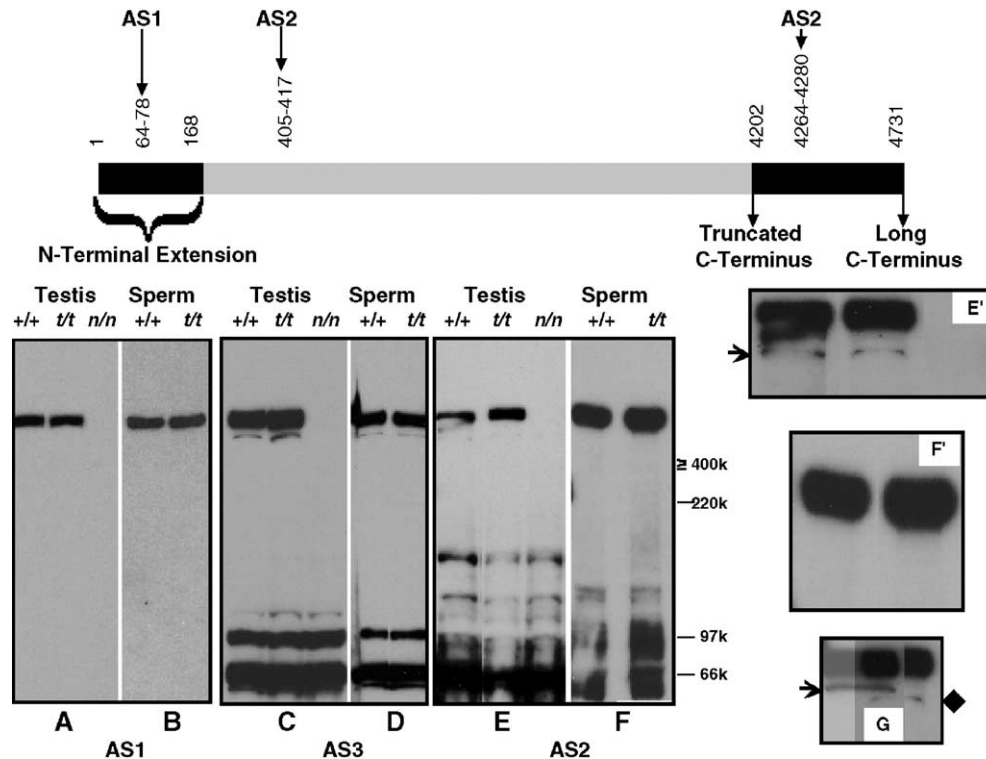 AS1 AS2 AS2
1 64-78 168 405-417 4202 4264-4280 4731
N-Terminal Extension
Truncated C-Terminus
Long C-Terminus
Testis Sperm Testis Sperm Testis Sperm
+/+ t/t n/n +/+ t/t +/+ t/t n/n +/+ t/t +/+ t/t n/n +/+ t/t
E'
F'
≥ 400k
220k
97k
66k
G
A B C D E F
AS1 AS3 AS2